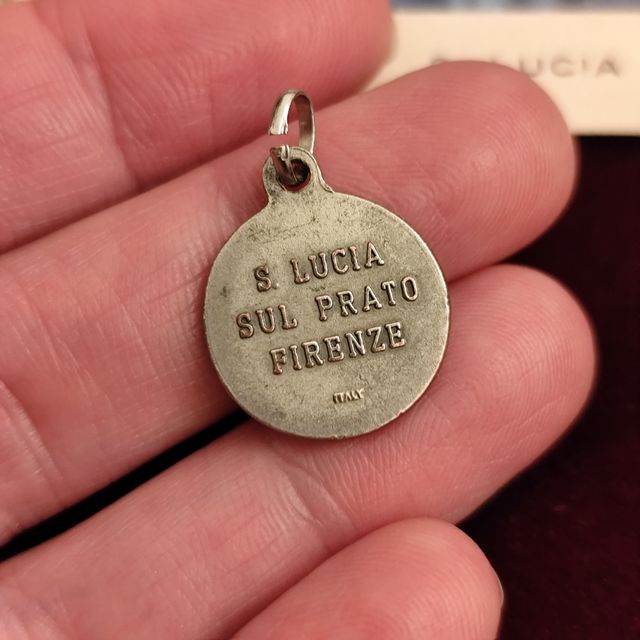 S. LUCIA
S. LUCIA
SUL PRATO
FIRENZE
ITALY